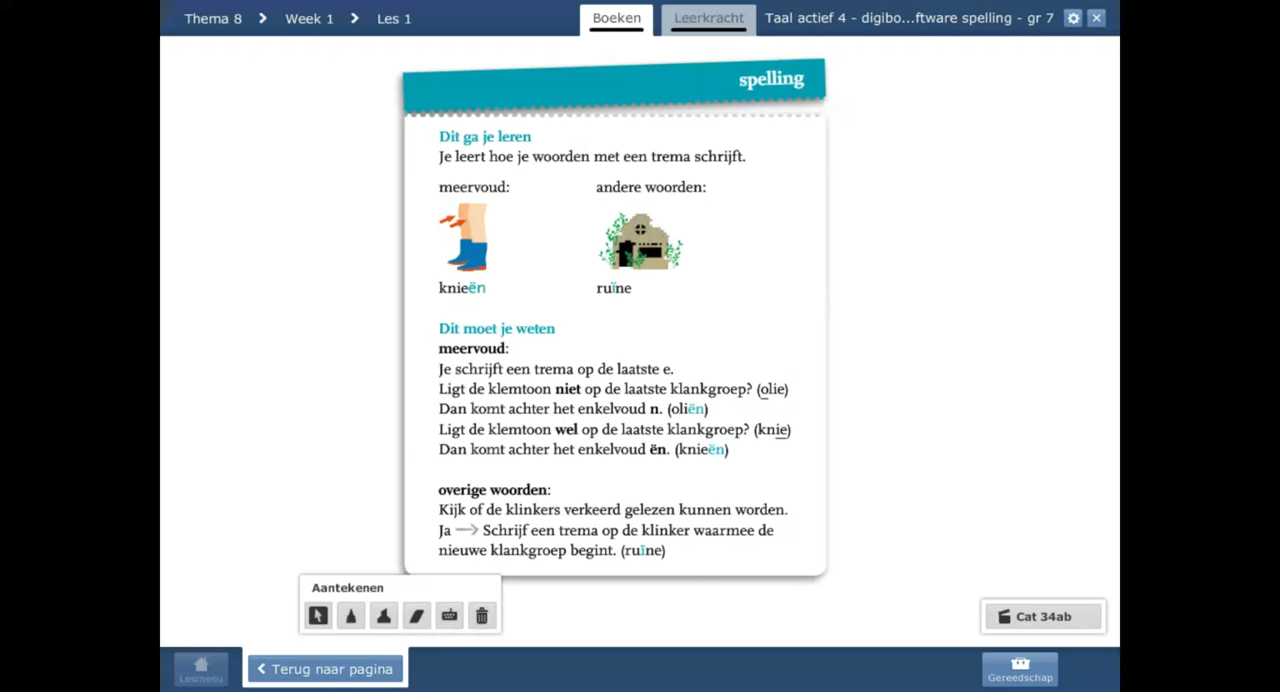 Thema 8 > Week 1 > Les 1
Boeken
Leerkracht
Taal actief 4 - digibo...ftware spelling - gr 7
spelling
Dit ga je leren
Je leert hoe je woorden met een trema schrijft.
meervoud: andere woorden:
knieën ruïne
Dit moet je weten
meervoud:
Je schrijft een trema op de laatste e.
Ligt de klemtoon niet op de laatste klankgroep? (olie)
Dan komt achter het enkelvoud n. (oliën)
Ligt de klemtoon wel op de laatste klankgroep? (knie)
Dan komt achter het enkelvoud ën. (knieën)
overige woorden:
Kijk of de klinkers verkeerd gelezen kunnen worden.
Ja → Schrijf een trema op de klinker waarmee de
nieuwe klankgroep begint. (ruïne)
Aantekenen
Cat 34ab
Lesmenu
Terug naar pagina
Gereedschap